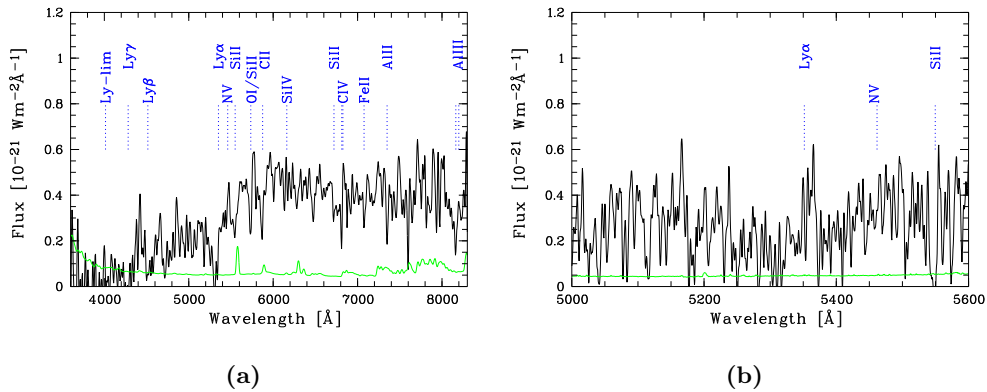 Flux [10⁻²¹ Wm⁻²Å⁻¹]
1.2
1
0.8
0.6
0.4
0.2
0
Ly-lim
Lyγ
Lyβ
Lyα
NV
SiII
OI/SiII
CII
SiIV
SiII
CIV
FeII
AlII
AlIII
4000 5000 6000 7000 8000
Wavelength [Å]
(a)
Flux [10⁻²¹ Wm⁻²Å⁻¹]
1.2
1
0.8
0.6
0.4
0.2
0
Lyα
NV
SiII
5000 5200 5400 5600
Wavelength [Å]
(b)